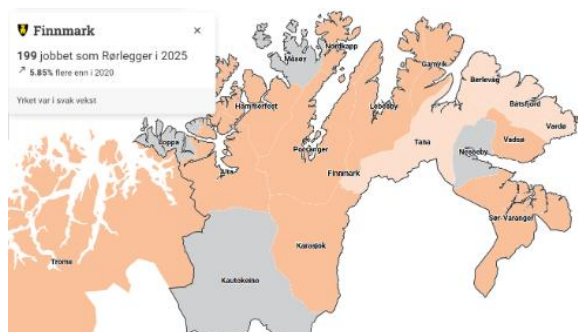 Finnmark ×
199 jobbet som Rørlegger i 2025
↗ 5.85% flere enn i 2020
Yrket var i svak vekst
Nordkapp
Måsøy
Gamvik
Berlevåg
Hammerfest
Lebesby
Båtsfjord
Vardø
Loppa
Porsanger
Tana
Vadsø
Nesseby
Alta
Finnmark
Sør-Varanger
Karasjok
Troms
Kautokeino